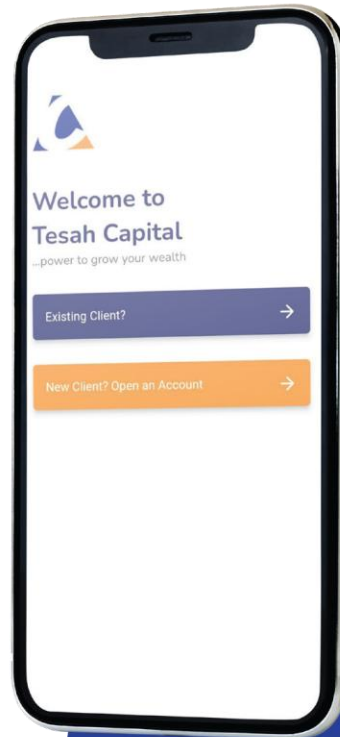 Welcome to
Tesah Capital
...power to grow your wealth
Existing Client?
New Client? Open an Account